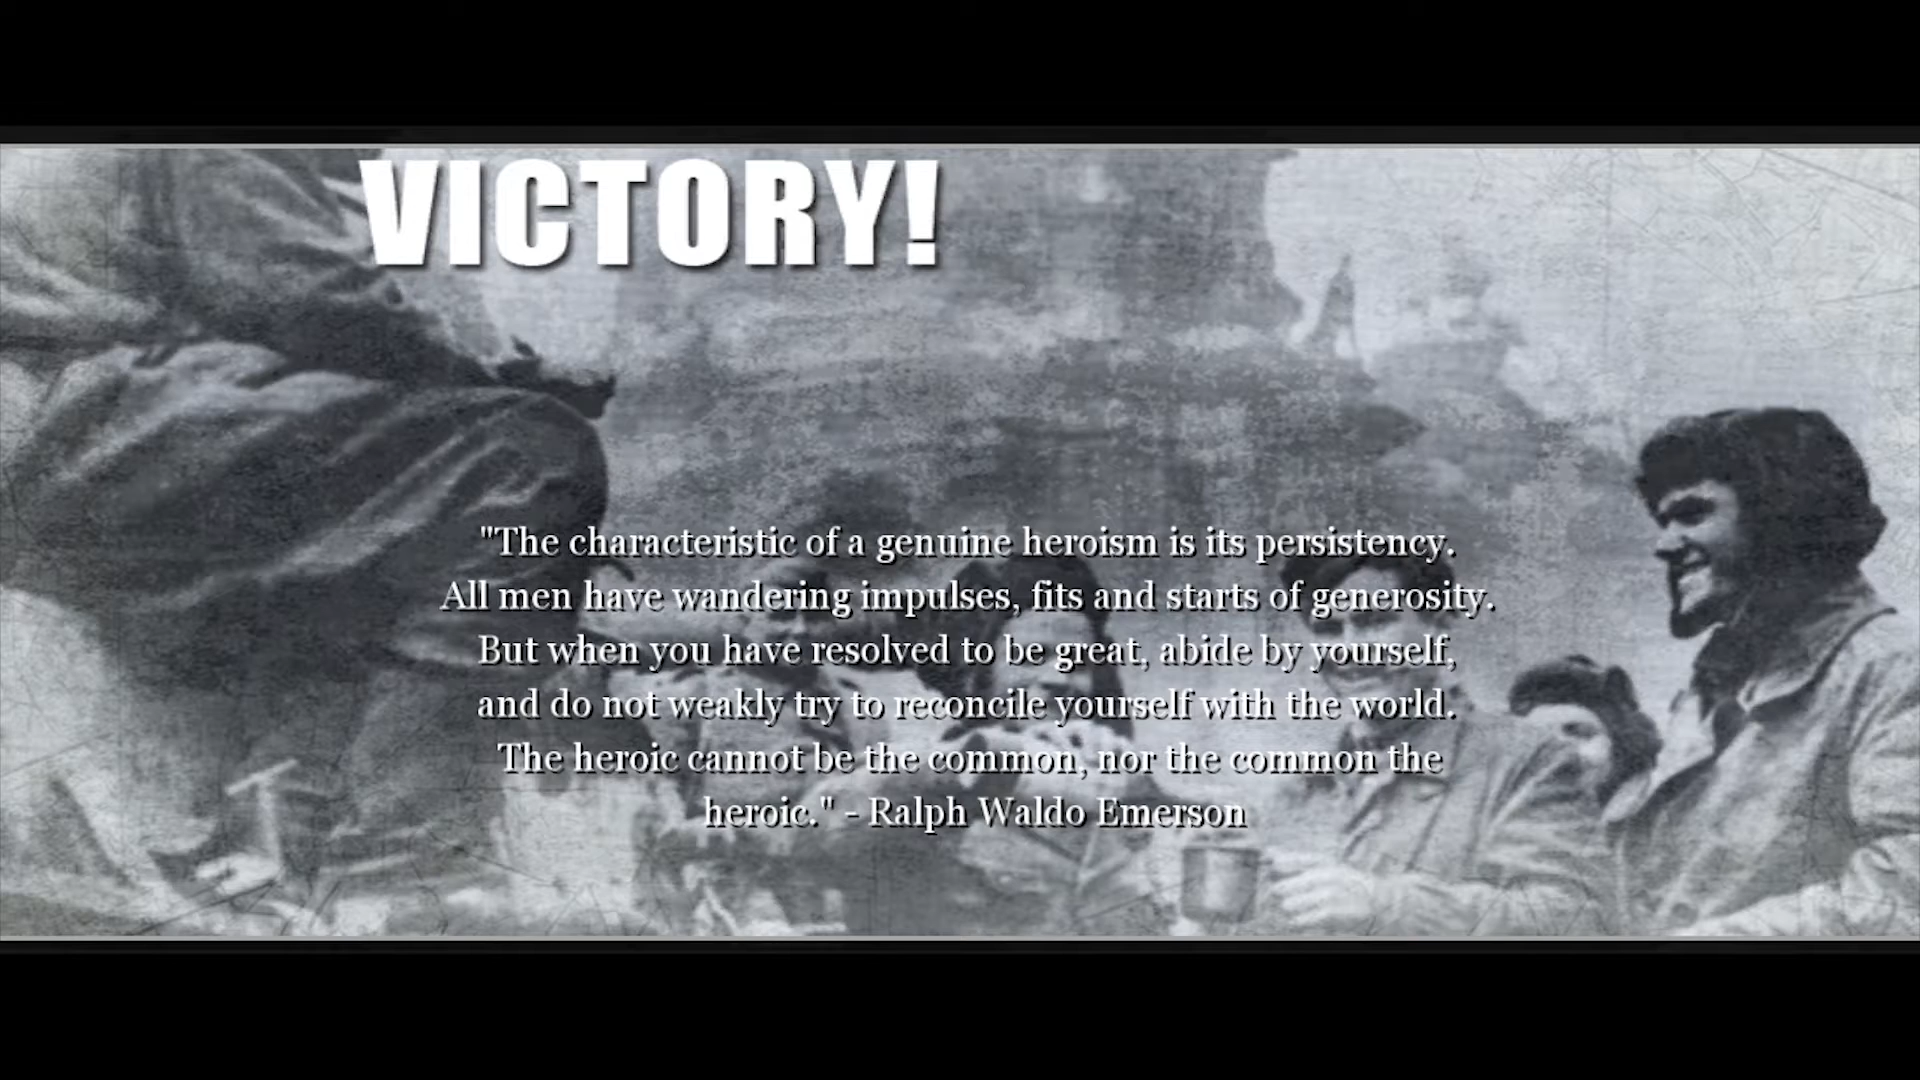 VICTORY!
"The characteristic of a genuine heroism is its persistency.
All men have wandering impulses, fits and starts of generosity.
But when you have resolved to be great, abide by yourself,
and do not weakly try to reconcile yourself with the world.
The heroic cannot be the common, nor the common the
heroic." - Ralph Waldo Emerson